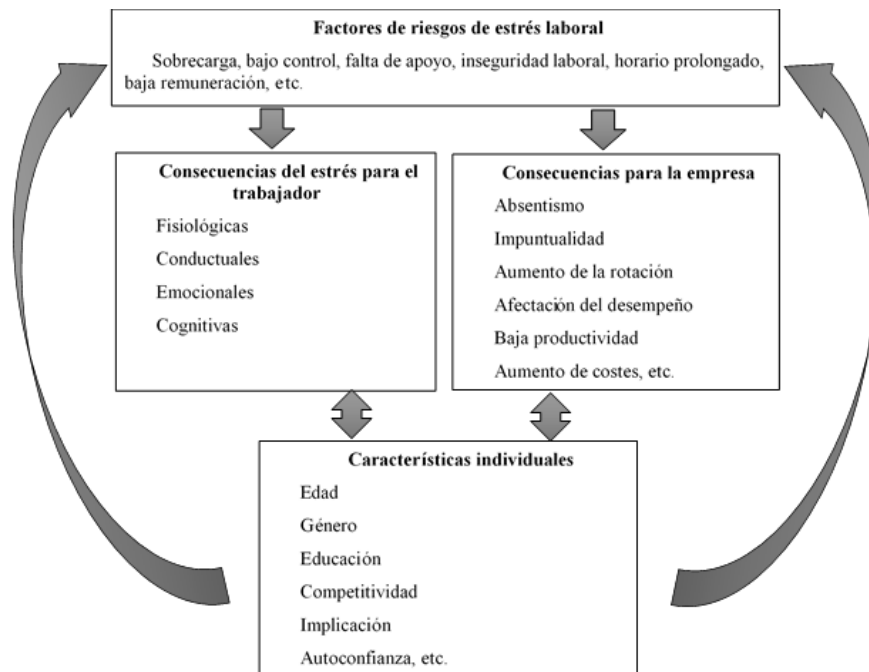 Factores de riesgos de estrés laboral
Sobrecarga, bajo control, falta de apoyo, inseguridad laboral, horario prolongado,
baja remuneración, etc.
Consecuencias del estrés para el
trabajador
Fisiológicas
Conductuales
Emocionales
Cognitivas
Consecuencias para la empresa
Absentismo
Impuntualidad
Aumento de la rotación
Afectación del desempeño
Baja productividad
Aumento de costes, etc.
Características individuales
Edad
Género
Educación
Competitividad
Implicación
Autoconfianza, etc.